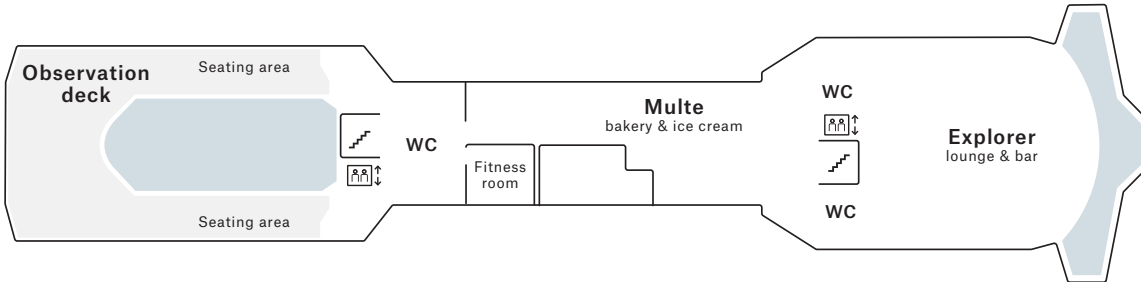 Observation
deck
Seating area
Seating area
WC
Fitness
room
Multe
bakery & ice cream
WC
WC
Explorer
lounge & bar